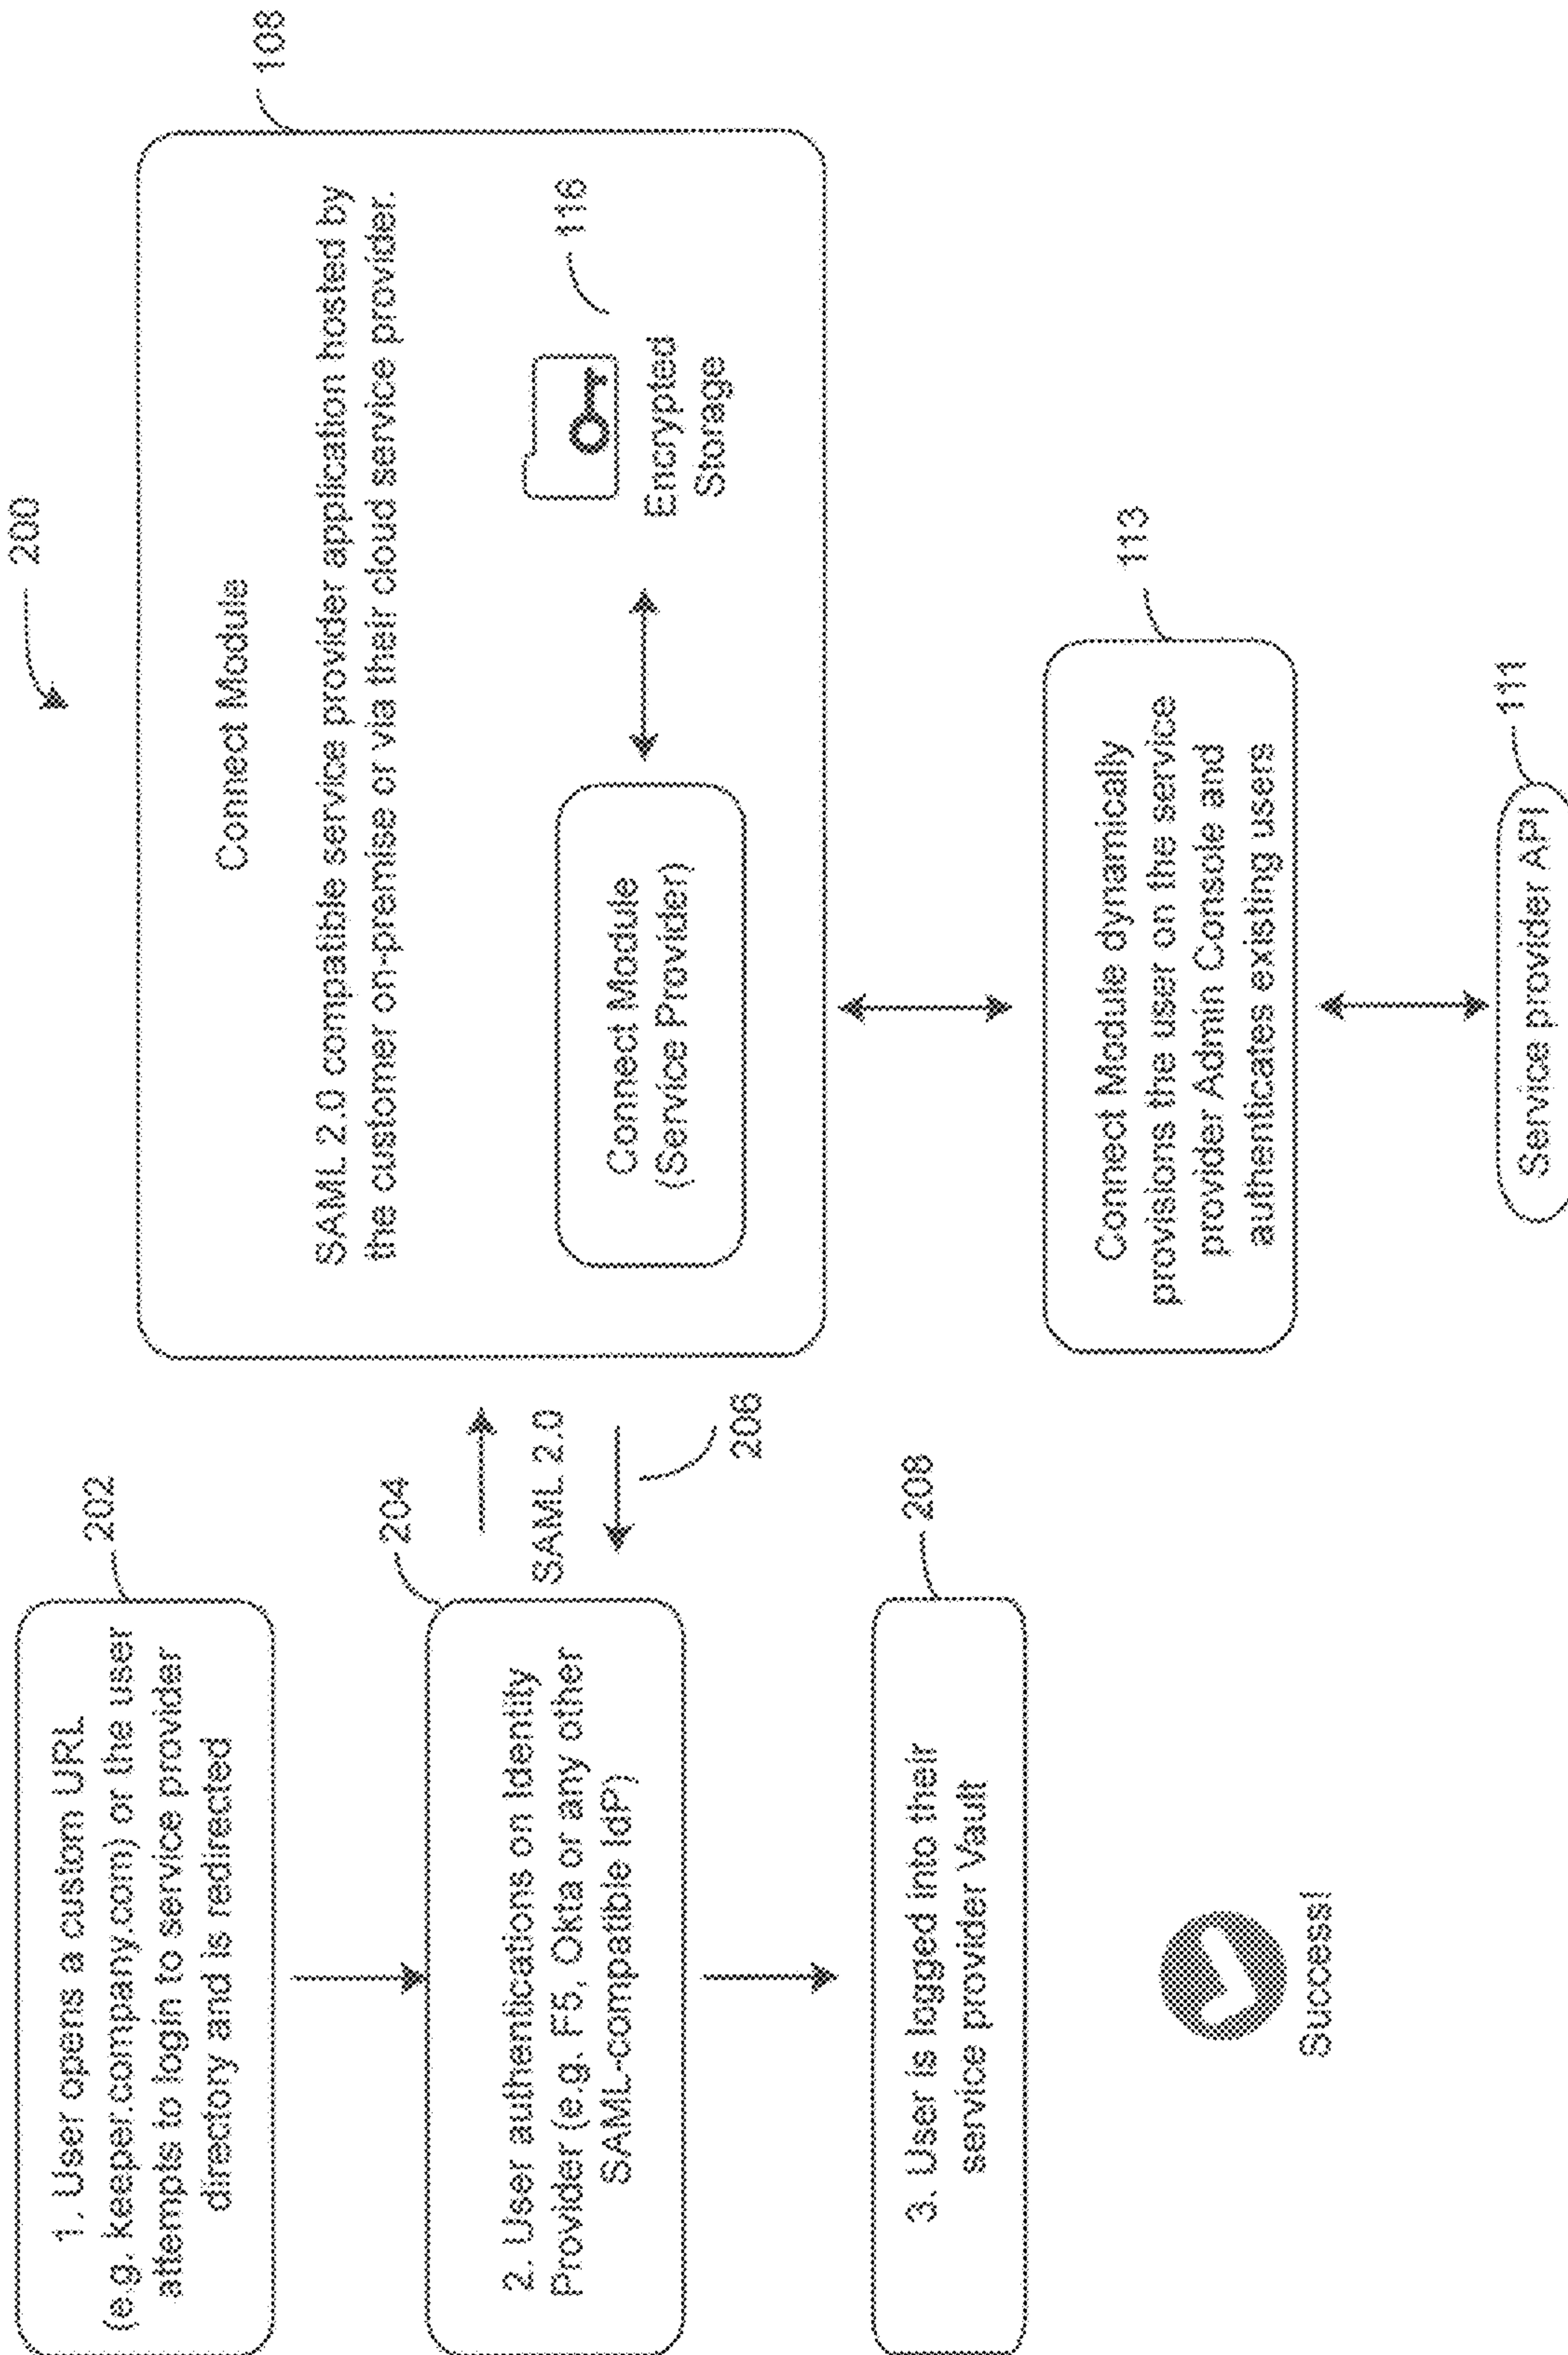 200
202
1. User opens a custom URL
(e.g. keeper.company.com) or the user
attempts to login to service provider
directory and is redirected
204
2. User authentications on Identity
Provider (e.g. F5, Okta or any other
SAML-compatible IdP)
SAML 2.0
206
208
3. User is logged into their
service provider Vault
Success!
108
Connect Module
SAML 2.0 compatible service provider application hosted by
the customer on-premise or via their cloud service provider.
Connect Module
(Service Provider)
116
Encrypted
Storage
113
Connect Module dynamically
provisions the user on the service
provider Admin Console and
authenticates existing users
111
Service provider API